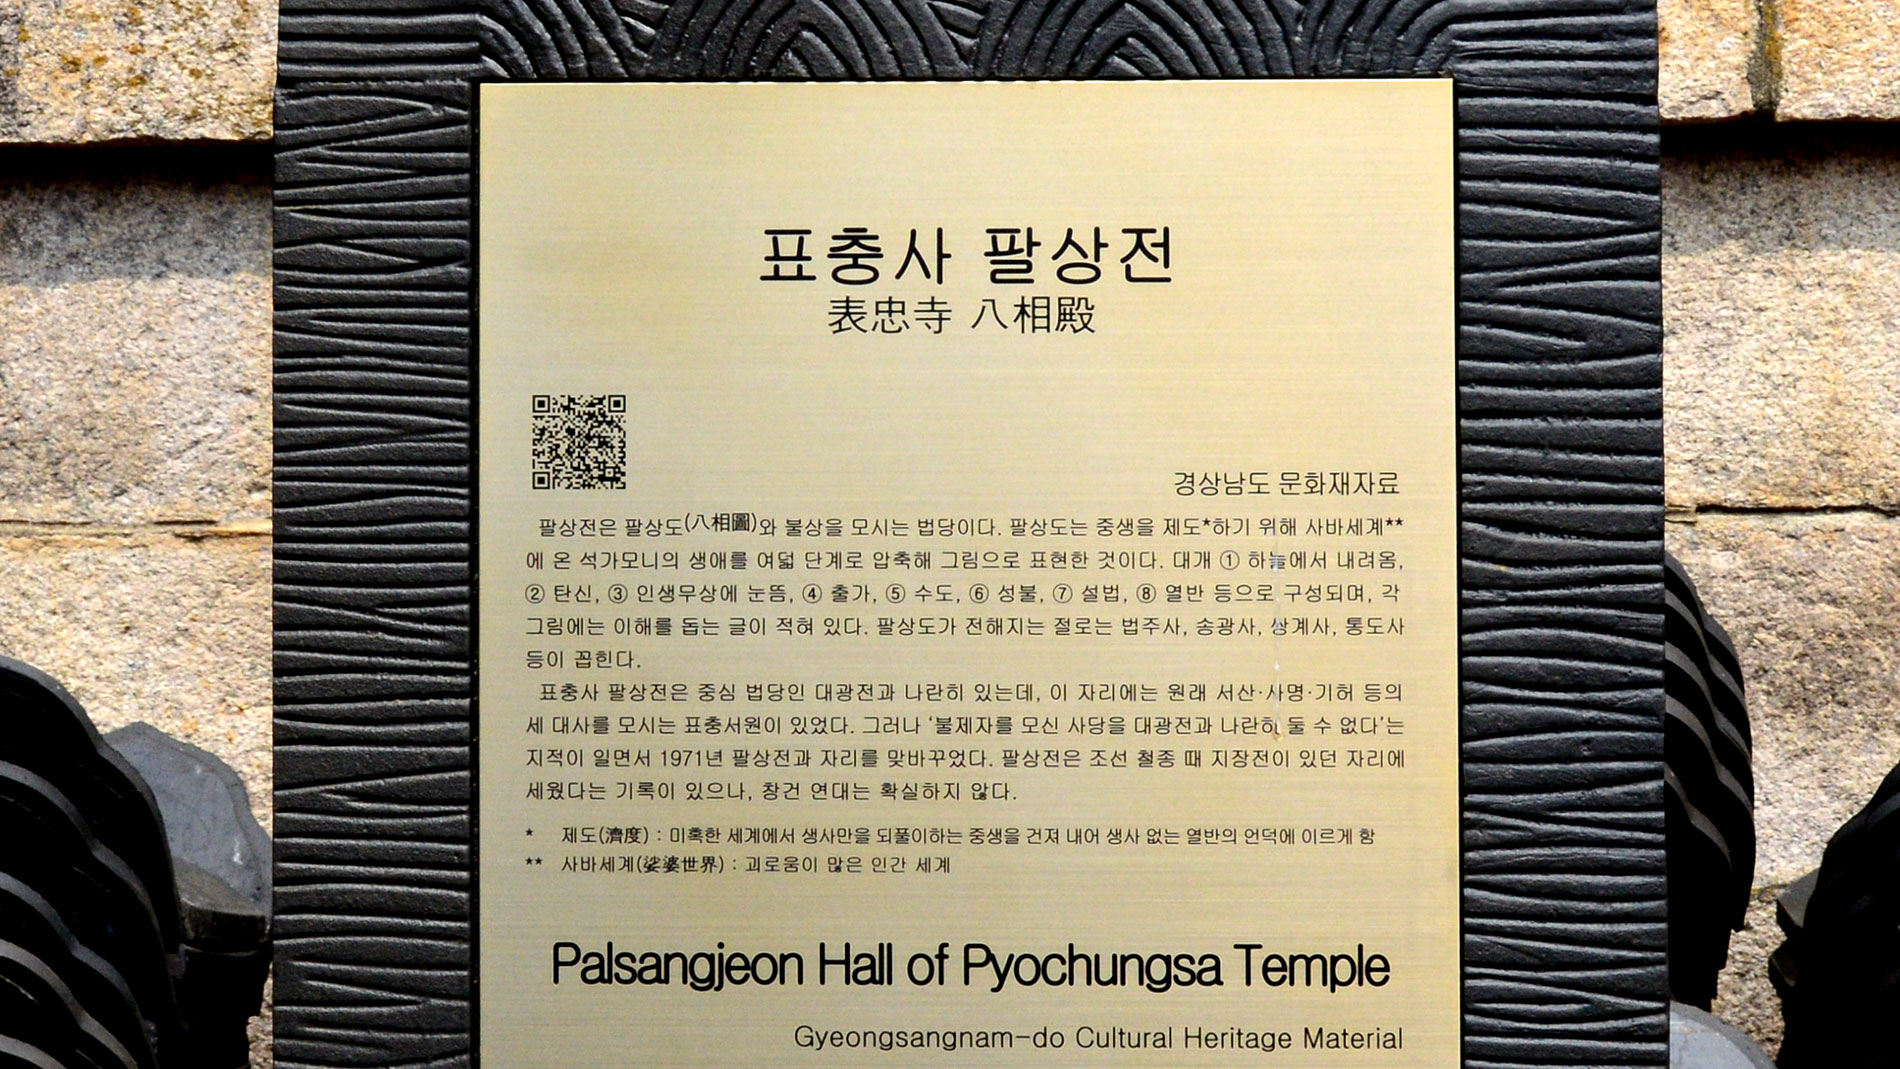 표충사 팔상전
表忠寺 八相殿
경상남도 문화재자료
팔상전은 팔상도(八相圖)와 불상을 모시는 법당이다. 팔상도는 중생을 제도*하기 위해 사바세계**
에 온 석가모니의 생애를 여덟 단계로 압축해 그림으로 표현한 것이다. 대개 ① 하늘에서 내려옴,
② 탄신, ③ 인생무상에 눈뜸, ④ 출가, ⑤ 수도, ⑥ 성불, ⑦ 설법, ⑧ 열반 등으로 구성되며, 각
그림에는 이해를 돕는 글이 적혀 있다. 팔상도가 전해지는 절로는 법주사, 송광사, 쌍계사, 통도사
등이 꼽힌다.
표충사 팔상전은 중심 법당인 대광전과 나란히 있는데, 이 자리에는 원래 서산·사명·기허 등의
세 대사를 모시는 표충서원이 있었다. 그러나 ‘불제자를 모신 사당을 대광전과 나란히 둘 수 없다’는
지적이 일면서 1971년 팔상전과 자리를 맞바꾸었다. 팔상전은 조선 철종 때 지장전이 있던 자리에
세웠다는 기록이 있으나, 창건 연대는 확실하지 않다.
* 제도(濟度) : 미혹한 세계에서 생사만을 되풀이하는 중생을 건져 내어 생사 없는 열반의 언덕에 이르게 함
** 사바세계(娑婆世界) : 괴로움이 많은 인간 세계
Palsangjeon Hall of Pyochungsa Temple
Gyeongsangnam-do Cultural Heritage Material